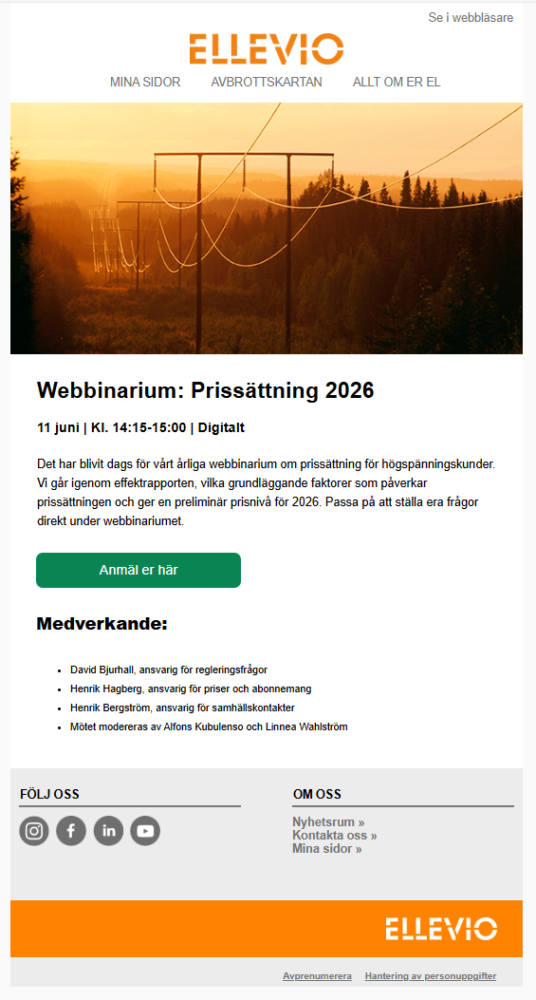 Se i webbläsare
ELLEVIO
MINA SIDOR AVBROTTSKARTAN ALLT OM ER EL
Webbinarium: Prissättning 2026
11 juni | Kl. 14:15-15:00 | Digitalt
Det har blivit dags för vårt årliga webbinarium om prissättning för högspänningskunder.
Vi går igenom effektrapporten, vilka grundläggande faktorer som påverkar
prissättningen och ger en preliminär prisnivå för 2026. Passa på att ställa era frågor
direkt under webbinariumet.
Anmäl er här
Medverkande:
• David Bjurhall, ansvarig för regleringsfrågor
• Henrik Hagberg, ansvarig för priser och abonnemang
• Henrik Bergström, ansvarig för samhällskontakter
• Mötet modereras av Alfons Kubulenso och Linnea Wahlström
FÖLJ OSS
OM OSS
Nyhetsrum »
Kontakta oss »
Mina sidor »
ELLEVIO
Avprenumerera Hantering av personuppgifter